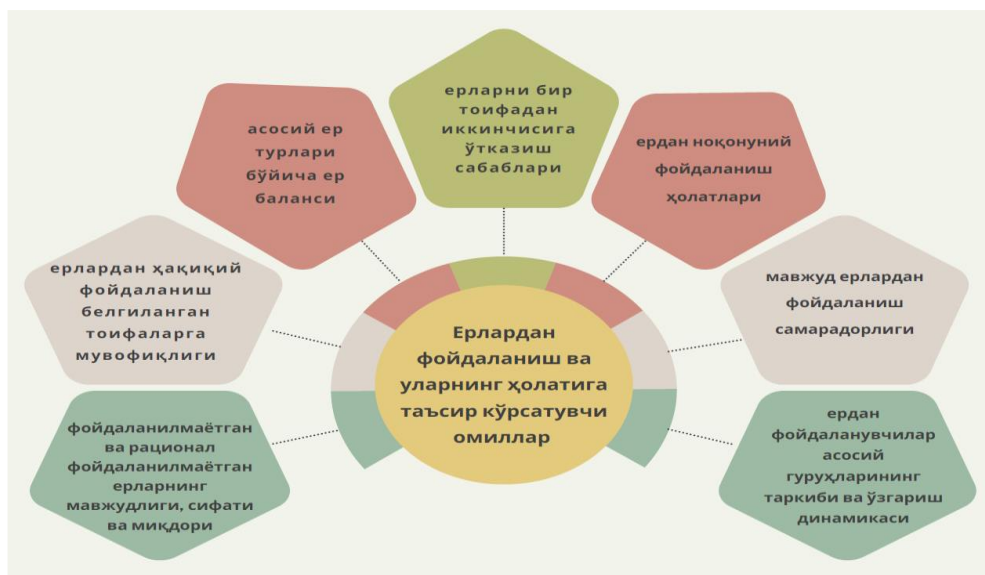 ерларни бир
тоифадан
иккинчисига
ўтказиш
сабаблари
асосий ер
турлари
бўйича ер
баланси
ердан ноқонуний
фойдаланиш
ҳолатлари
ерлардан ҳақиқий
фойдаланиш
белгиланган
тоифаларга
мувофиқлиги
мавжуд ерлардан
фойдаланиш
самарадорлиги
Ерлардан
фойдаланиш ва
уларнинг ҳолатига
таъсир кўрсатувчи
омиллар
фойдаланилмаётган
ва рационал
фойдаланилмаётган
ерларнинг
мавжудлиги, сифати
ва миқдори
ердан
фойдаланувчилар
асосий
гуруҳларининг
таркиби ва ўзгариш
динамикаси